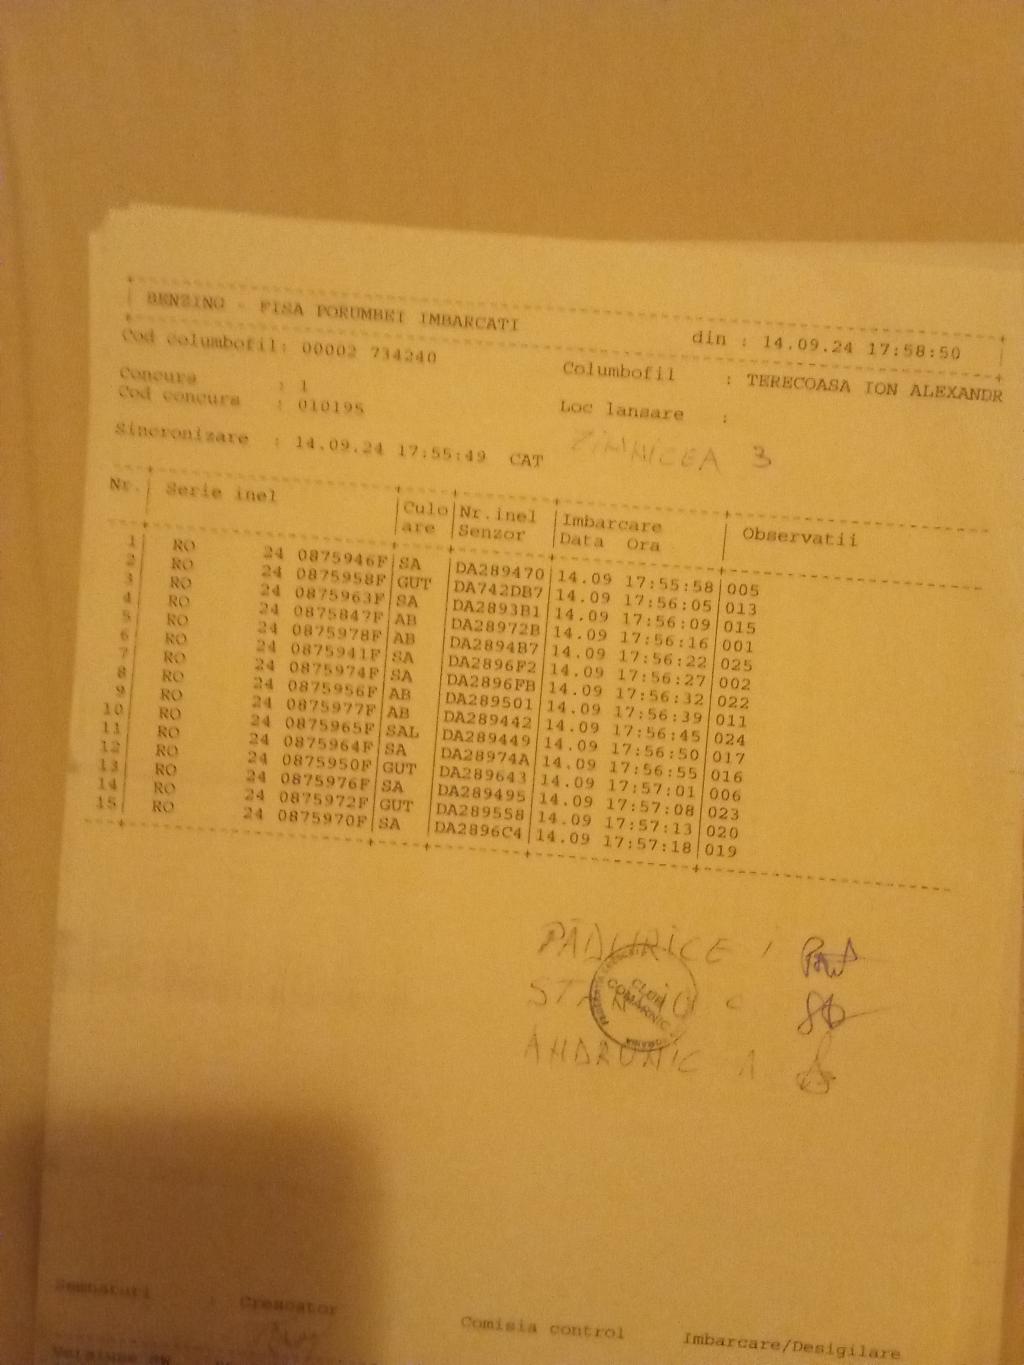 BENZING - FISA PORUMBEI IMBARCATI din : 14.09.24 17:58:50
Cod columbofil: 00002 734240 Columbofil : TERECOASA ION ALEXANDR
Concurs : 1 Loc lansare :
Cod concurs : 010195 ZIMNICEA 3
Sincronizare : 14.09.24 17:55:49 CAT
Nr. Serie inel Culo Nr.inel Imbarcare Observatii
are Senzor Data Ora
1 RO 24 0875946F SA DA289470 14.09 17:55:58 005
2 RO 24 0875958F GUT DA742DB7 14.09 17:56:05 013
3 RO 24 0875963F SA DA2893B1 14.09 17:56:09 015
4 RO 24 0875847F AB DA28972B 14.09 17:56:16 001
5 RO 24 0875978F AB DA2894B7 14.09 17:56:22 025
6 RO 24 0875941F SA DA2896F2 14.09 17:56:27 002
7 RO 24 0875974F SA DA2896FB 14.09 17:56:32 022
8 RO 24 0875956F AB DA289501 14.09 17:56:39 011
9 RO 24 0875977F AB DA289442 14.09 17:56:45 024
10 RO 24 0875965F SAL DA289449 14.09 17:56:50 017
11 RO 24 0875964F SA DA28974A 14.09 17:56:55 016
12 RO 24 0875950F GUT DA289643 14.09 17:57:01 006
13 RO 24 0875976F SA DA289495 14.09 17:57:08 023
14 RO 24 0875972F GUT DA289558 14.09 17:57:13 020
15 RO 24 0875970F SA DA2896C4 14.09 17:57:18 019
PĂDURICE I
CLUB
COMARNIC
ANDRONIC A
Semnaturi : Crescator Comisia control Imbarcare/Desigilare